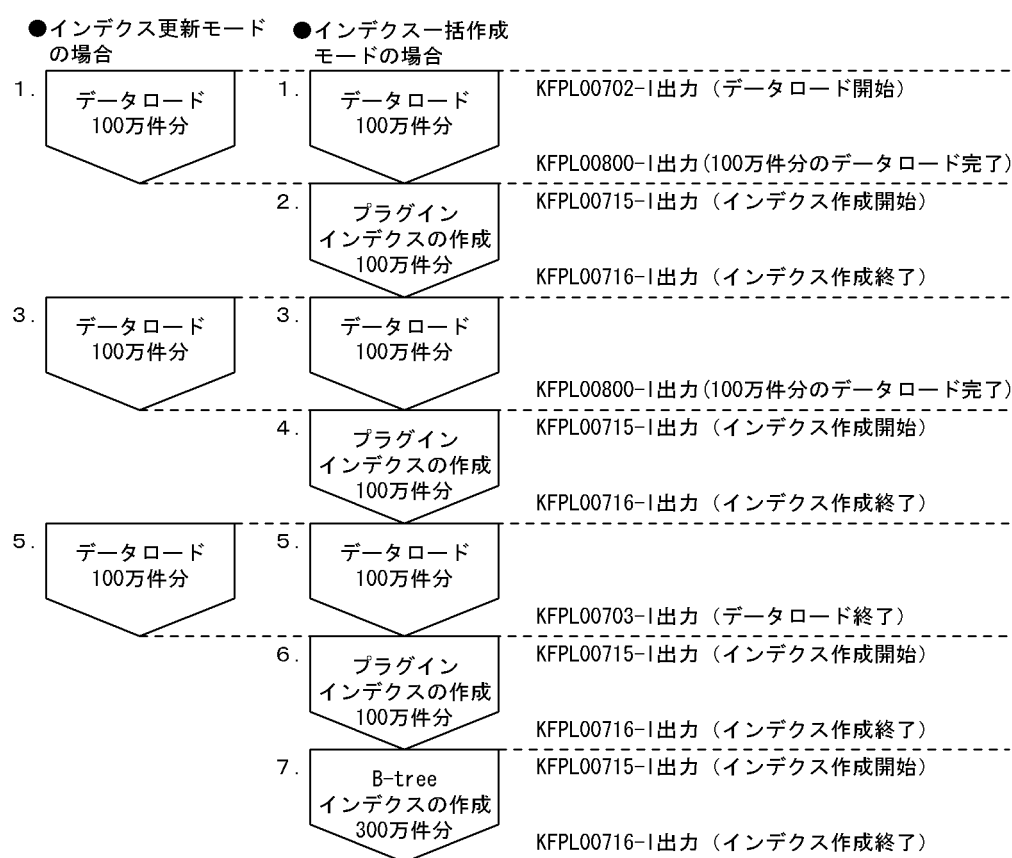 ●インデクス更新モード
の場合
●インデクス一括作成
モードの場合
1.
データロード
100万件分
1.
データロード
100万件分
KFPL00702-I出力（データロード開始）
KFPL00800-I出力(100万件分のデータロード完了)
2.
プラグイン
インデクスの作成
100万件分
KFPL00715-I出力（インデクス作成開始）
KFPL00716-I出力（インデクス作成終了）
3.
データロード
100万件分
3.
データロード
100万件分
KFPL00800-I出力(100万件分のデータロード完了)
4.
プラグイン
インデクスの作成
100万件分
KFPL00715-I出力（インデクス作成開始）
KFPL00716-I出力（インデクス作成終了）
5.
データロード
100万件分
5.
データロード
100万件分
KFPL00703-I出力（データロード終了）
6.
プラグイン
インデクスの作成
100万件分
KFPL00715-I出力（インデクス作成開始）
KFPL00716-I出力（インデクス作成終了）
7.
B-tree
インデクスの作成
300万件分
KFPL00715-I出力（インデクス作成開始）
KFPL00716-I出力（インデクス作成終了）